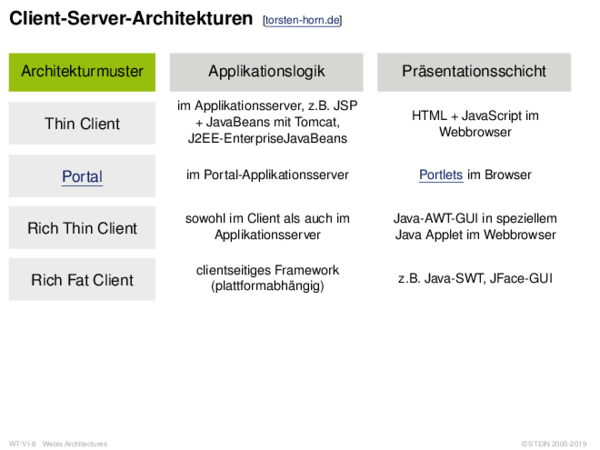 Client-Server-Architekturen [torsten-horn.de]
Architekturmuster
Applikationslogik
Präsentationsschicht
Thin Client
im Applikationsserver, z.B. JSP
+ JavaBeans mit Tomcat,
J2EE-EnterpriseJavaBeans
HTML + JavaScript im
Webbrowser
Portal
im Portal-Applikationsserver
Portlets im Browser
Rich Thin Client
sowohl im Client als auch im
Applikationsserver
Java-AWT-GUI in speziellem
Java Applet im Webbrowser
Rich Fat Client
clientseitiges Framework
(plattformabhängig)
z.B. Java-SWT, JFace-GUI
WT:VI-8 Webis Architectures
© STEIN 2005-2019